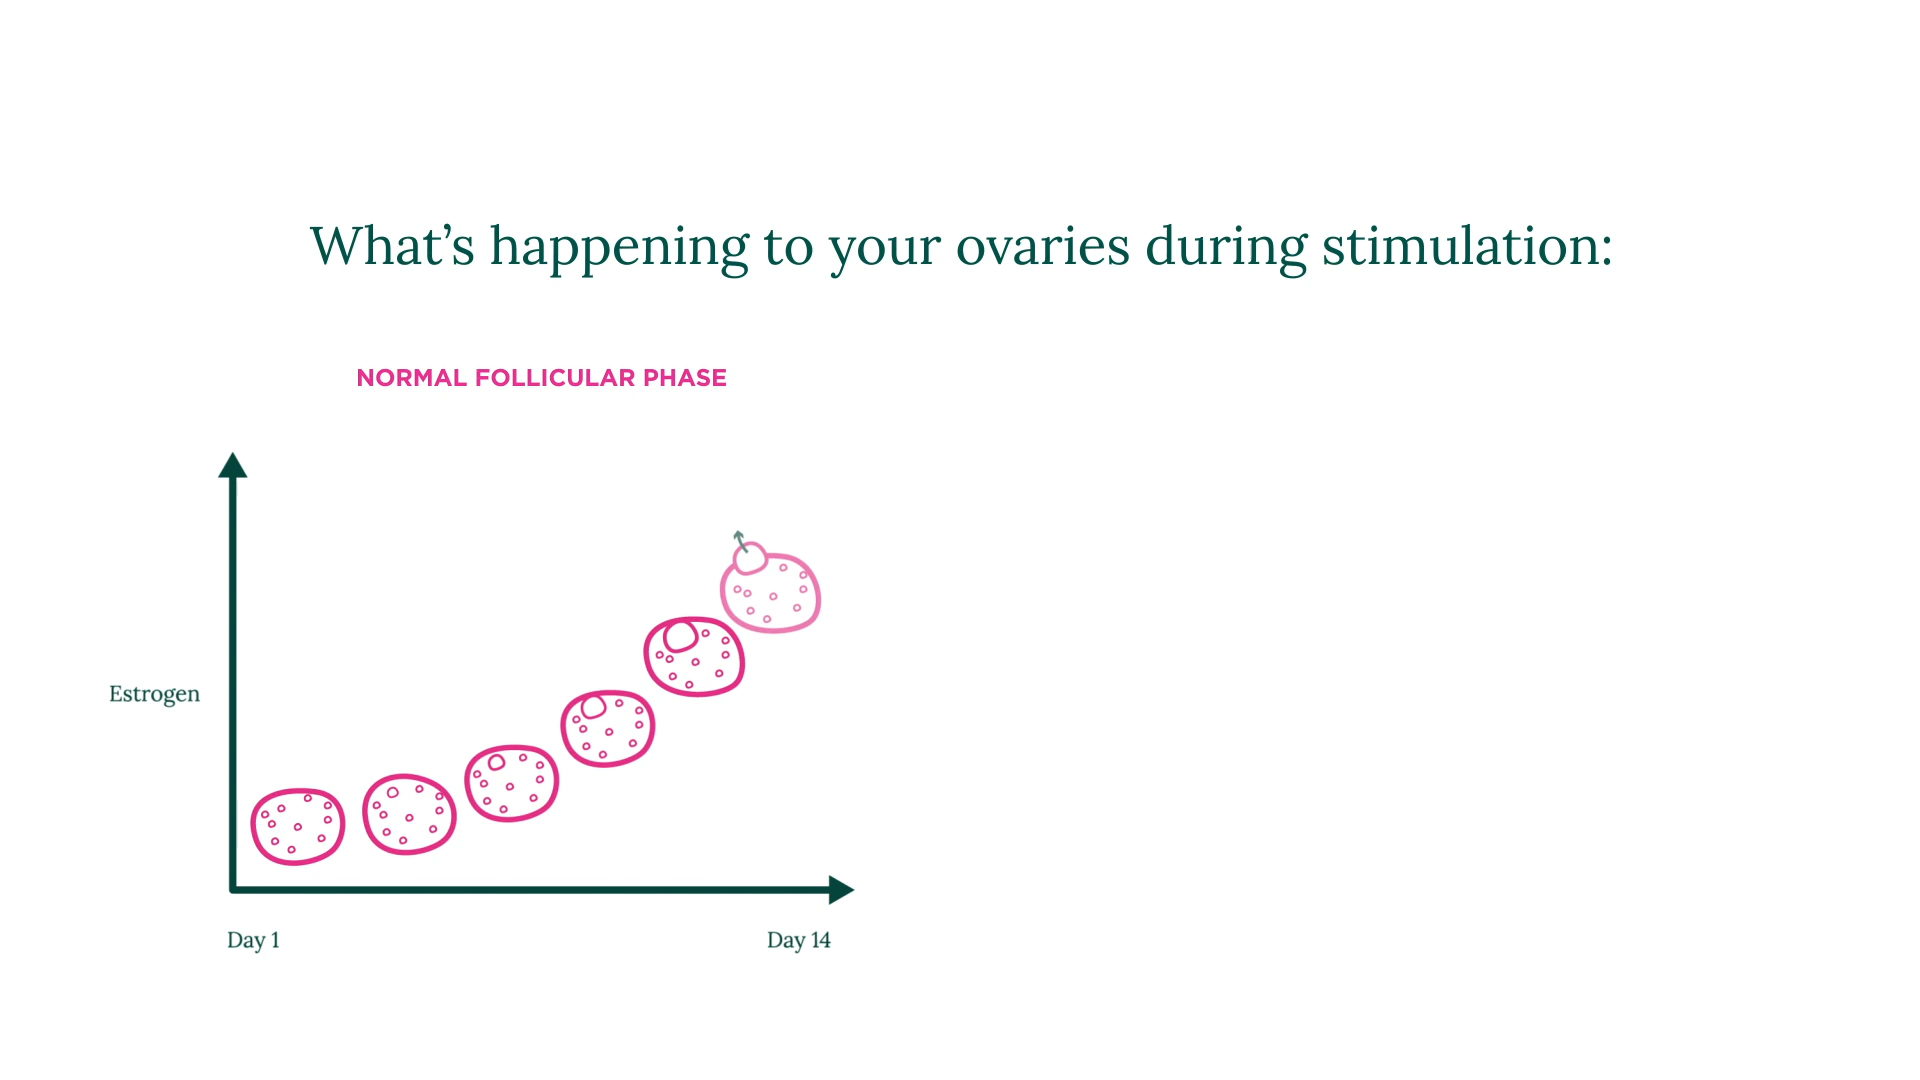 What’s happening to your ovaries during stimulation:
NORMAL FOLLICULAR PHASE
Estrogen
Day 1
Day 14